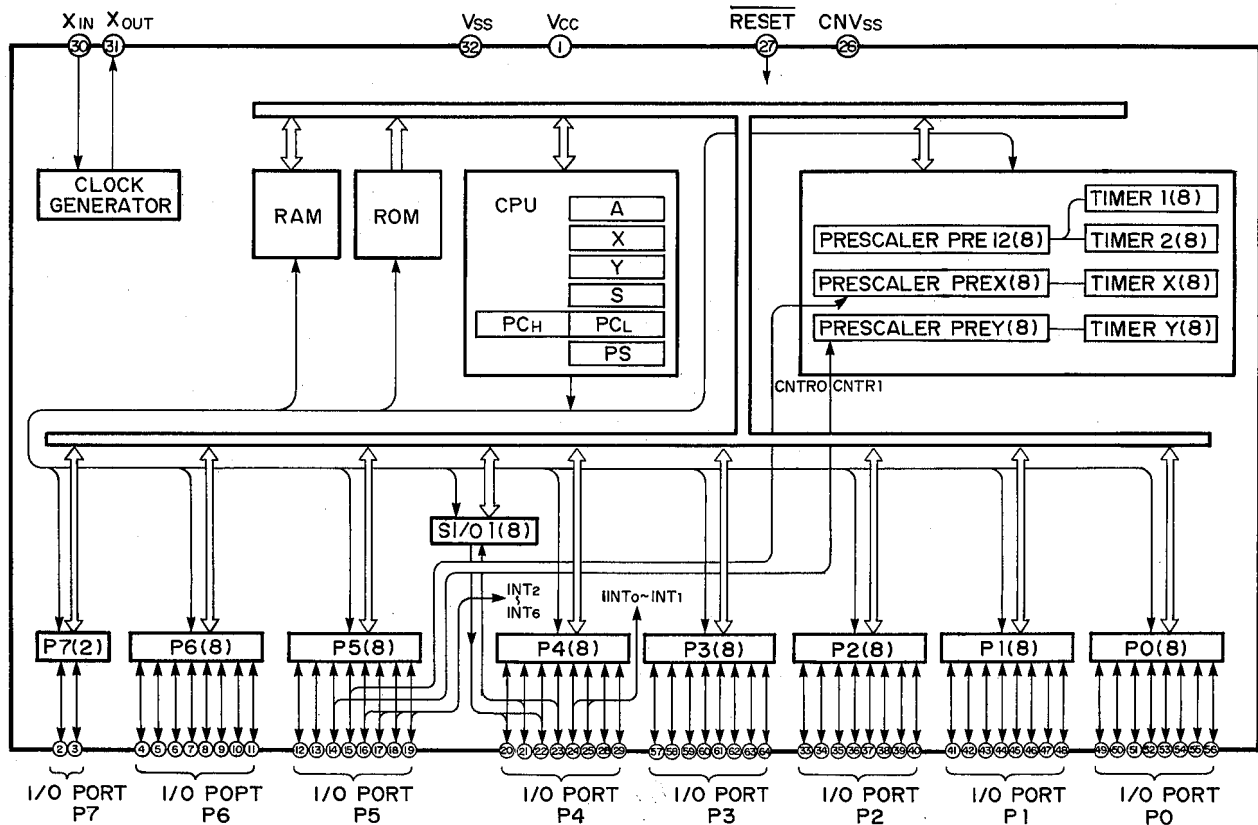 XIN XOUT VSS VCC RESET CNVSS
30 31 32 1 27 26
CLOCK
GENERATOR
RAM
ROM
CPU
A
X
Y
S
PCH PCL
PS
TIMER 1(8)
PRESCALER PRE12(8) TIMER 2(8)
PRESCALER PREX(8) TIMER X(8)
PRESCALER PREY(8) TIMER Y(8)
CNTR0 CNTR1
SI/O1(8)
INT2
~
INT6
INT0~INT1
P7(2) P6(8) P5(8) P4(8) P3(8) P2(8) P1(8) P0(8)
2 3 4 5 6 7 8 9 10 11 12 13 14 15 16 17 18 19 20 21 22 23 24 25 28 29 57 58 59 60 61 62 63 64 33 34 35 36 37 38 39 40 41 42 43 44 45 46 47 48 49 50 51 52 53 54 55 56
I/O PORT I/O POPT I/O PORT I/O PORT I/O PORT I/O PORT I/O PORT I/O PORT
P7 P6 P5 P4 P3 P2 P1 P0